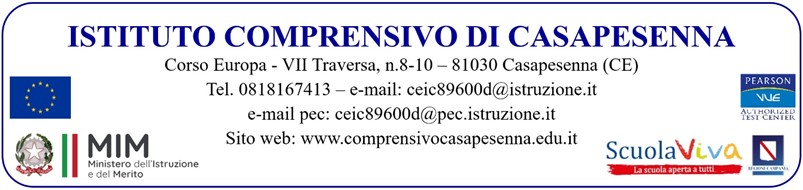 ISTITUTO COMPRENSIVO DI CASAPESENNA
Corso Europa - VII Traversa, n.8-10 – 81030 Casapesenna (CE)
Tel. 0818167413 – e-mail: ceic89600d@istruzione.it
e-mail pec: ceic89600d@pec.istruzione.it
Sito web: www.comprensivocasapesenna.edu.it
MIM
Ministero dell'Istruzione
e del Merito
PEARSON
VUE
AUTHORIZED
TEST CENTER
ScuolaViva
La scuola aperta a tutti.
REGIONE CAMPANIA